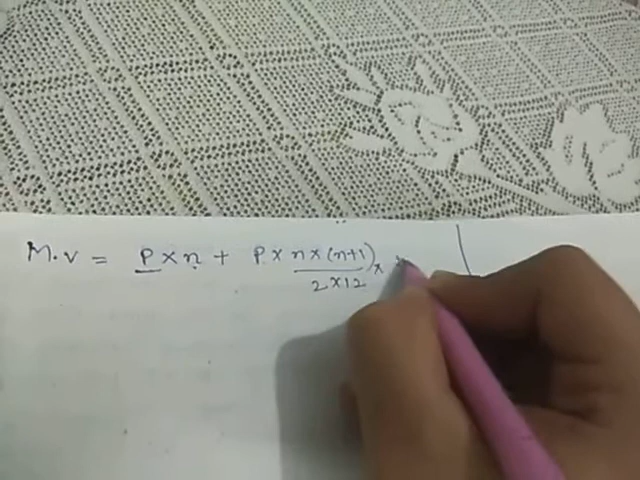 M.V = P × n + P × n × (n+1) / 2 × 12 ×